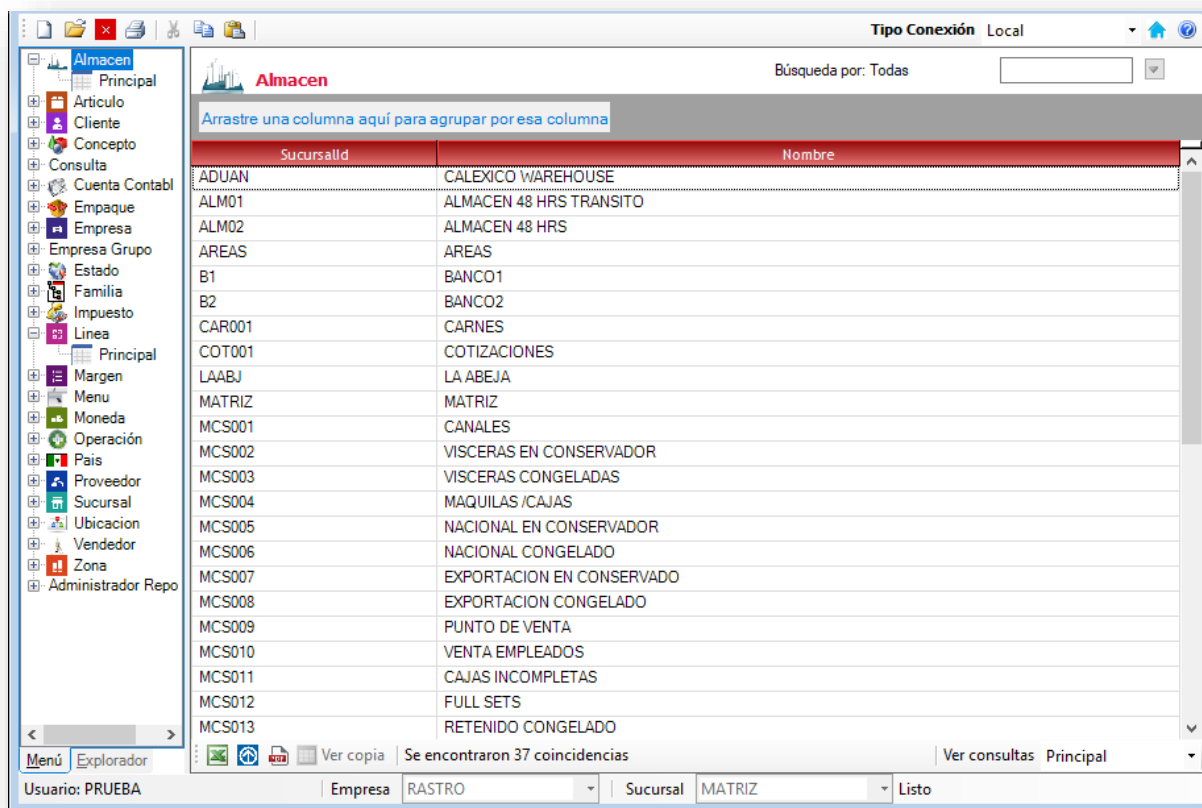 Tipo Conexión Local
Almacen
Principal
Articulo
Cliente
Concepto
Consulta
Cuenta Contabl
Empaque
Empresa
Empresa Grupo
Estado
Familia
Impuesto
Linea
Principal
Margen
Menu
Moneda
Operación
Pais
Proveedor
Sucursal
Ubicacion
Vendedor
Zona
Administrador Repo
Menú Explorador
Almacen
Búsqueda por: Todas
Arrastre una columna aquí para agrupar por esa columna
SucursalId Nombre
ADUAN CALEXICO WAREHOUSE
ALM01 ALMACEN 48 HRS TRANSITO
ALM02 ALMACEN 48 HRS
AREAS AREAS
B1 BANCO1
B2 BANCO2
CAR001 CARNES
COT001 COTIZACIONES
LAABJ LA ABEJA
MATRIZ MATRIZ
MCS001 CANALES
MCS002 VISCERAS EN CONSERVADOR
MCS003 VISCERAS CONGELADAS
MCS004 MAQUILAS /CAJAS
MCS005 NACIONAL EN CONSERVADOR
MCS006 NACIONAL CONGELADO
MCS007 EXPORTACION EN CONSERVADO
MCS008 EXPORTACION CONGELADO
MCS009 PUNTO DE VENTA
MCS010 VENTA EMPLEADOS
MCS011 CAJAS INCOMPLETAS
MCS012 FULL SETS
MCS013 RETENIDO CONGELADO
Ver copia Se encontraron 37 coincidencias Ver consultas Principal
Usuario: PRUEBA Empresa RASTRO Sucursal MATRIZ Listo